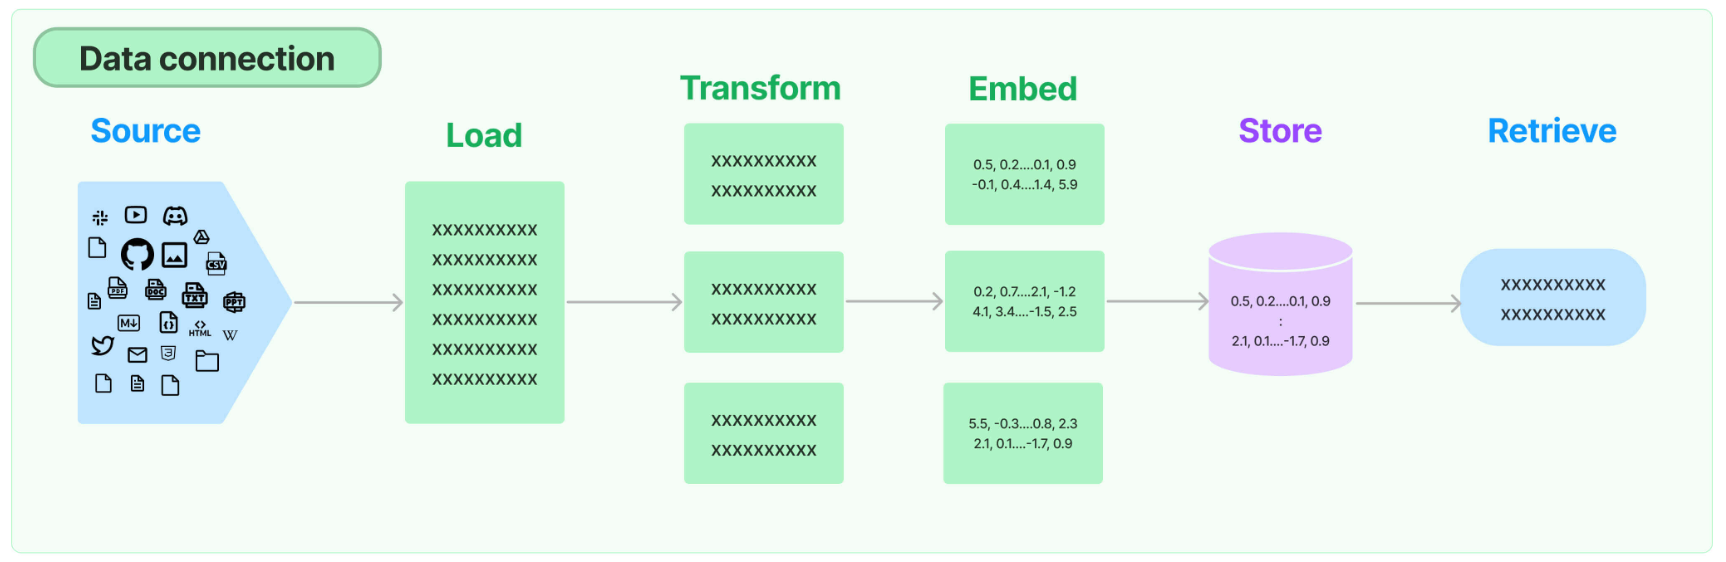 Data connection
Source
Load
Transform
Embed
Store
Retrieve
CSV
PDF
DOC
TXT
PPT
M
HTML
W
XXXXXXXXXX
XXXXXXXXXX
XXXXXXXXXX
XXXXXXXXXX
XXXXXXXXXX
XXXXXXXXXX
XXXXXXXXXX
XXXXXXXXXX
XXXXXXXXXX
XXXXXXXXXX
XXXXXXXXXX
XXXXXXXXXX
0.5, 0.2....0.1, 0.9
-0.1, 0.4....1.4, 5.9
0.2, 0.7....2.1, -1.2
4.1, 3.4....-1.5, 2.5
5.5, -0.3....0.8, 2.3
2.1, 0.1....-1.7, 0.9
0.5, 0.2....0.1, 0.9
:
2.1, 0.1....-1.7, 0.9
XXXXXXXXXX
XXXXXXXXXX